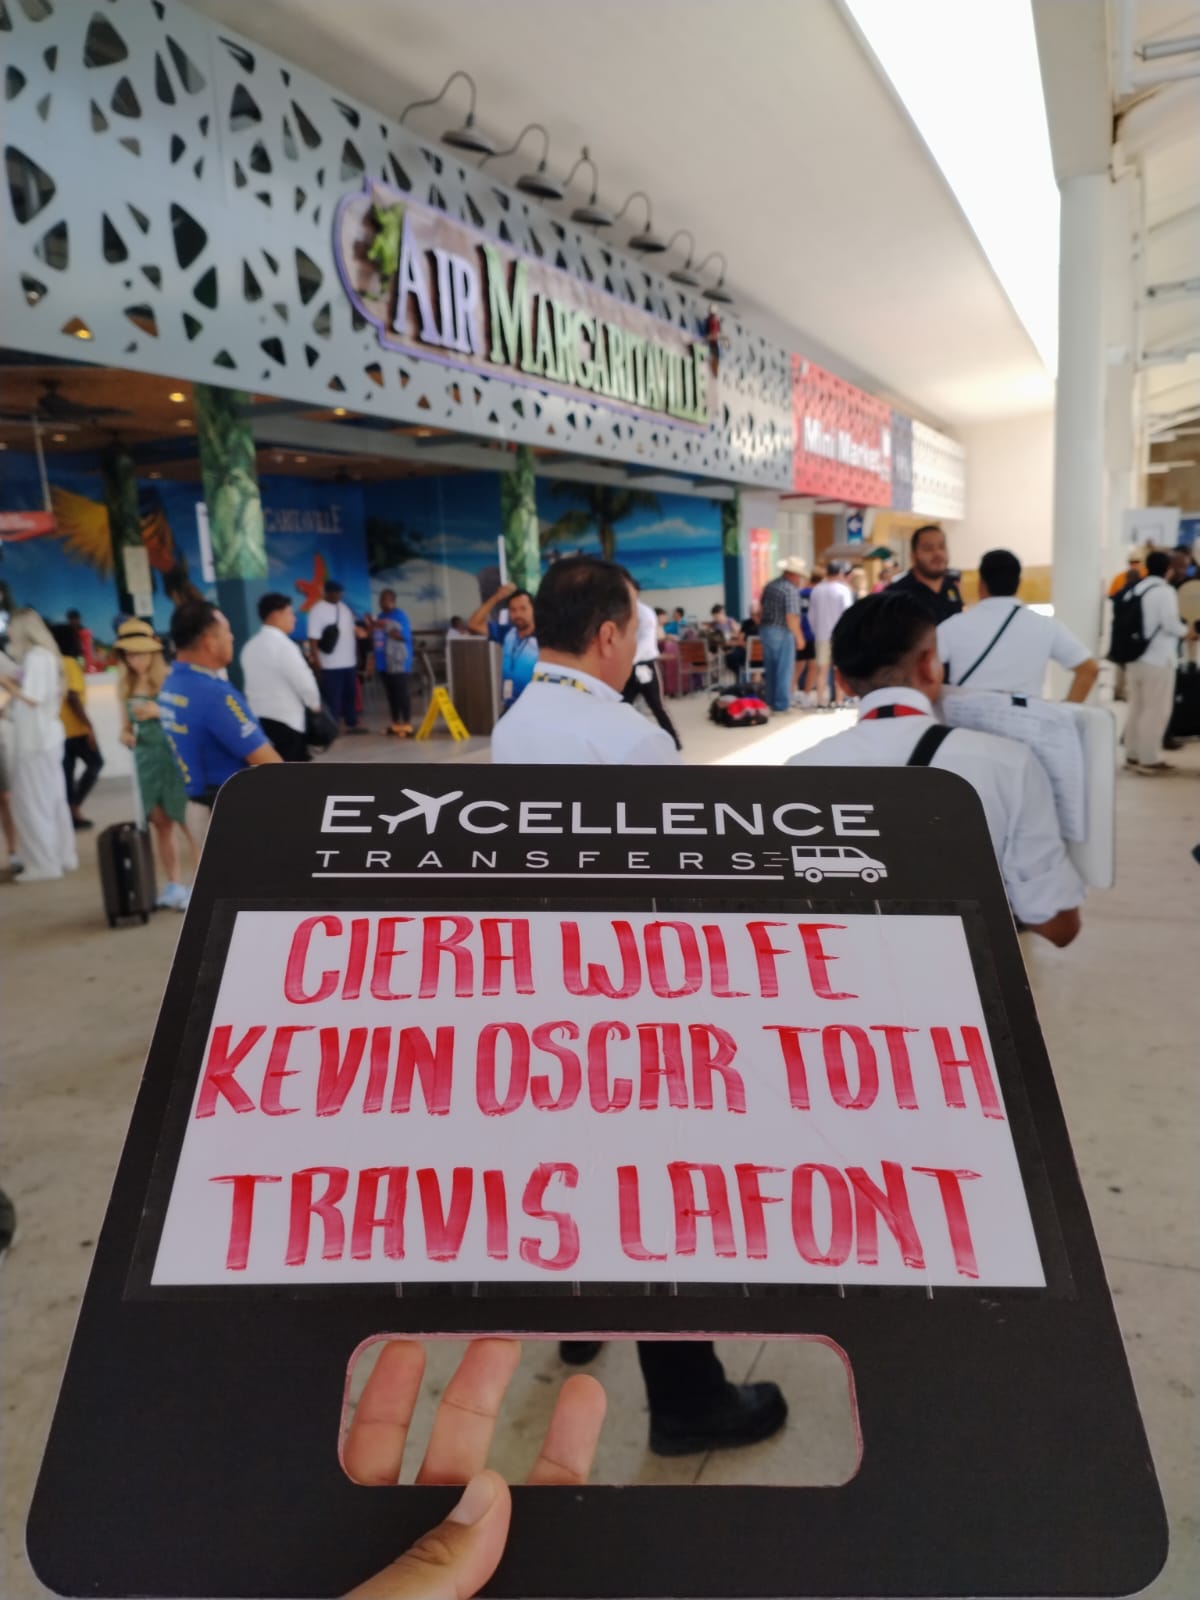 AIR MARGARITAVILLE
Mini Market
EXCELLENCE
TRANSFERS
CIERA WOLFE
KEVIN OSCAR TOTH
TRAVIS LAFONT